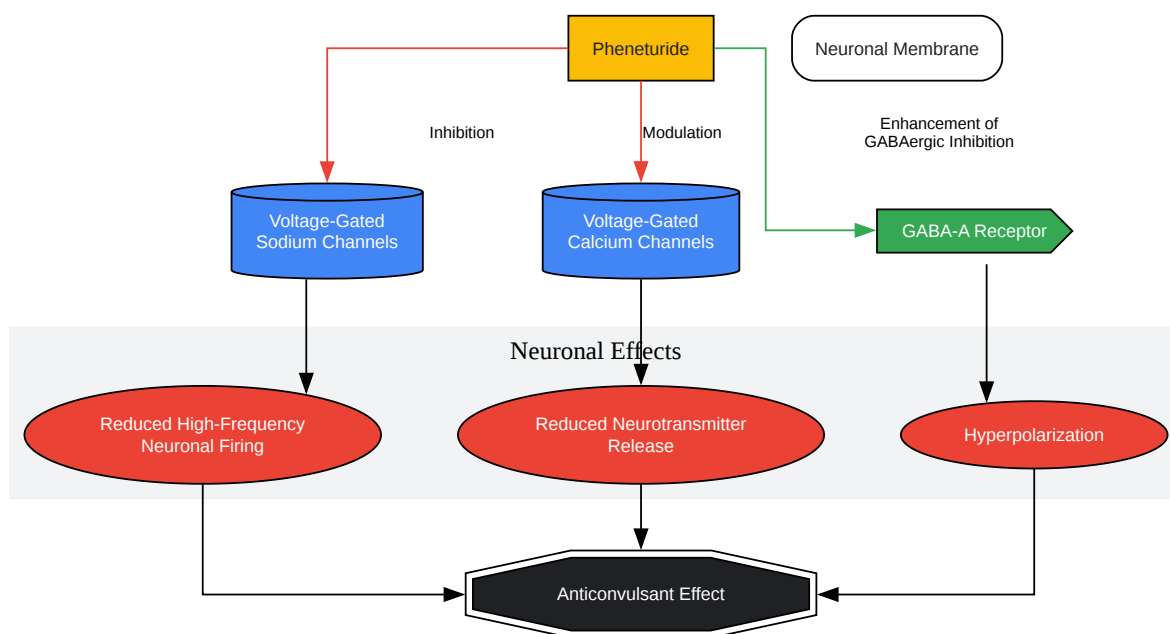 Pheneturide
Neuronal Membrane
Inhibition
Modulation
Enhancement of
GABAergic Inhibition
Voltage-Gated
Sodium Channels
Voltage-Gated
Calcium Channels
GABA-A Receptor
Neuronal Effects
Reduced High-Frequency
Neuronal Firing
Reduced Neurotransmitter
Release
Hyperpolarization
Anticonvulsant Effect